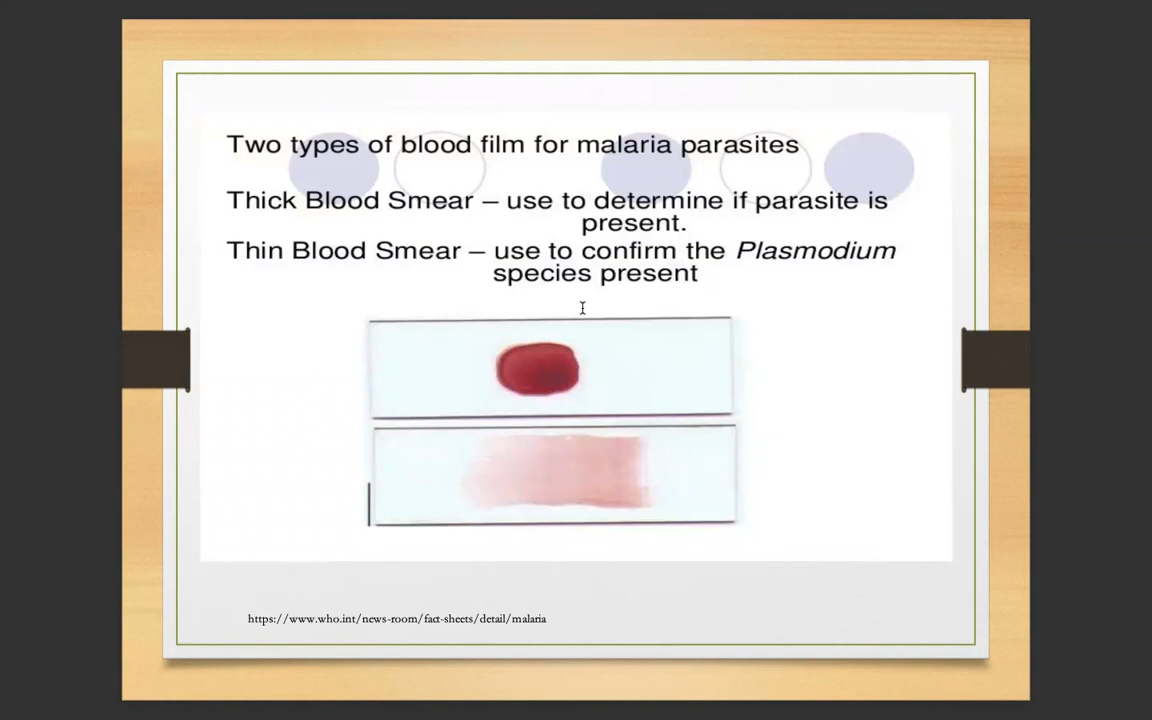 Two types of blood film for malaria parasites
Thick Blood Smear – use to determine if parasite is
present.
Thin Blood Smear – use to confirm the Plasmodium
species present
https://www.who.int/news-room/fact-sheets/detail/malaria